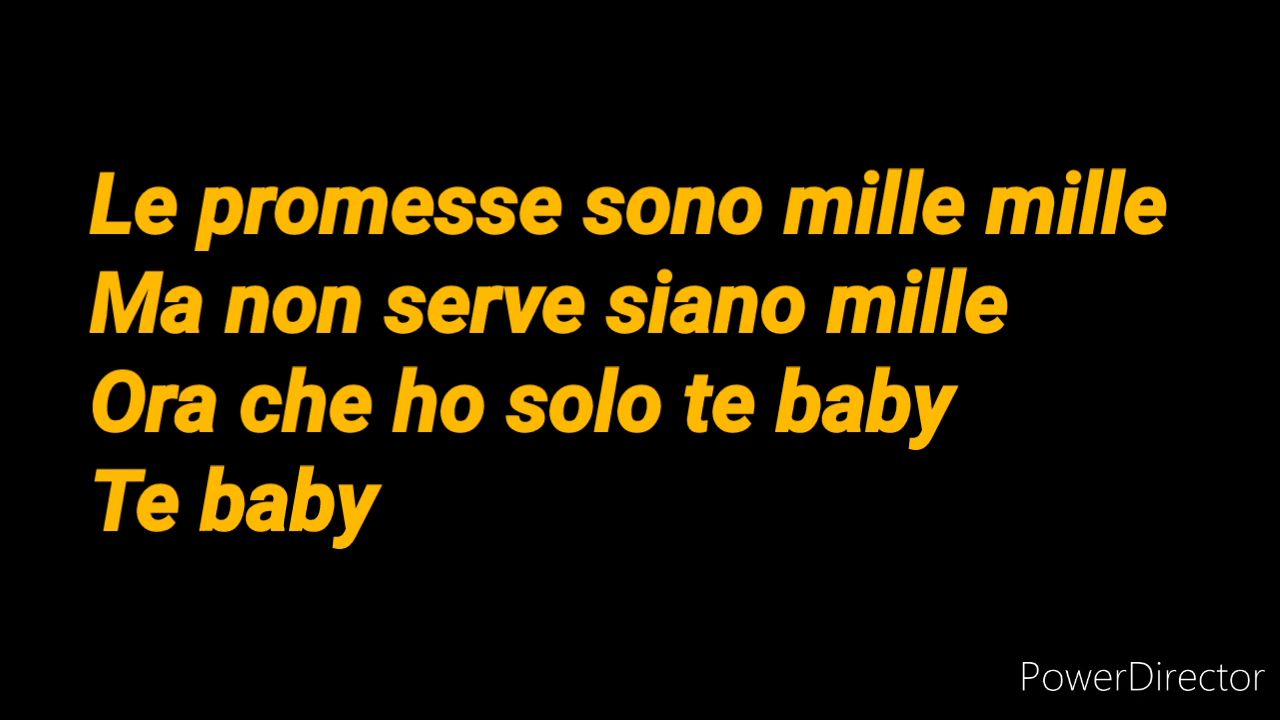 Le promesse sono mille mille
Ma non serve siano mille
Ora che ho solo te baby
Te baby
PowerDirector